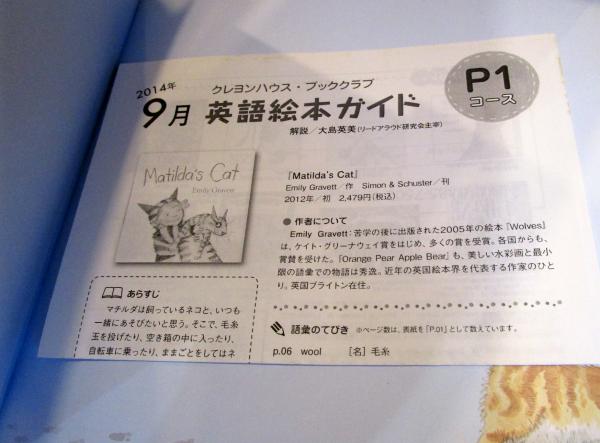 2014年
9月
クレヨンハウス・ブッククラブ
英語絵本ガイド
解説／大島英美(リードアラウド研究会主宰)
P1
コース
Matilda's Cat
Emily Gravett
『Matilda's Cat』
Emily Gravett／作　Simon & Schuster／刊
2012年／初　2,479円(税込)
● 作者について
Emily Gravett：苦学の後に出版された2005年の絵本『Wolves』
は、ケイト・グリーナウェイ賞をはじめ、多くの賞を受賞。各国からも、
賞賛を受けた。『Orange Pear Apple Bear』も、美しい水彩画と最小
限の語彙での物語は秀逸。近年の英国絵本界を代表する作家のひと
り。英国ブライトン在住。
あらすじ
マチルダは飼っているネコと、いつも
一緒にあそびたいと思う。そこで、毛糸
玉を投げたり、空き箱の中に入ったり、
自転車に乗ったり、ままごとをしてはネ
語彙のてびき　※ページ数は、表紙を「P.01」として数えています。
p.06　wool　［名］毛糸